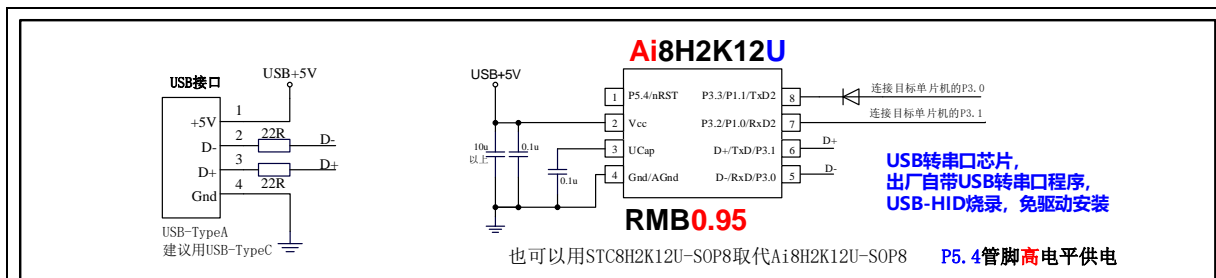 Ai8H2K12U
USB接口
USB+5V
1
+5V
2
22R
D-
D-
3
D+
D+
22R
4
Gnd
USB-TypeA
建议用USB-TypeC
USB+5V
10u
以上
0.1u
0.1u
1
P5.4/nRST
P3.3/P1.1/TxD2
8
连接目标单片机的P3.0
2
Vcc
P3.2/P1.0/RxD2
7
连接目标单片机的P3.1
3
UCap
D+/TxD/P3.1
6
D+
4
Gnd/AGnd
D-/RxD/P3.0
5
D-
RMB0.95
USB转串口芯片，
出厂自带USB转串口程序，
USB-HID烧录，免驱动安装
也可以用STC8H2K12U-SOP8取代Ai8H2K12U-SOP8
P5.4管脚高电平供电